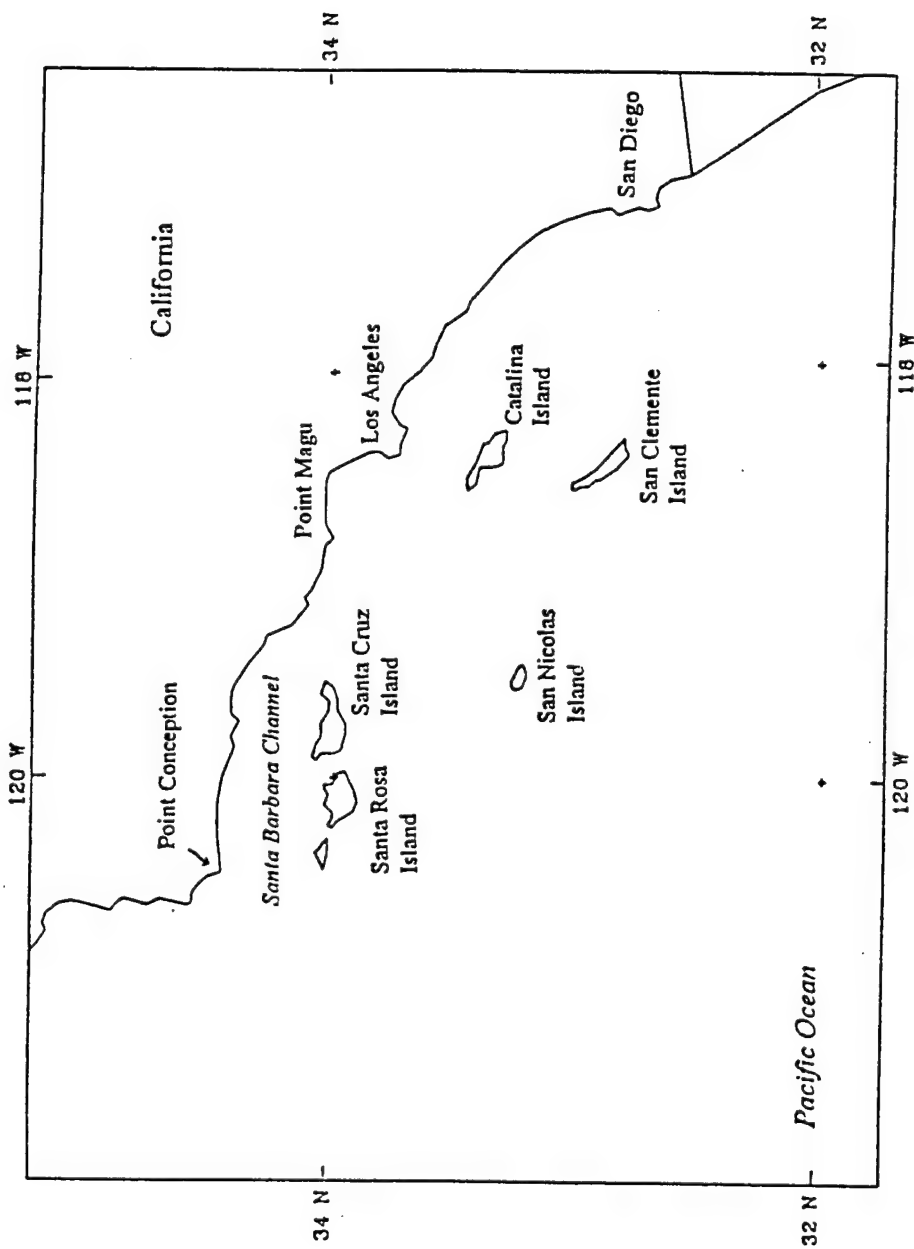 120 W
118 W
Point Conception
California
34 N
34 N
Point Magu
Los Angeles
Santa Barbara Channel
Santa Cruz
Island
Santa Rosa
Island
Catalina
Island
San Nicolas
Island
San Clemente
Island
San Diego
Pacific Ocean
32 N
32 N
120 W
118 W